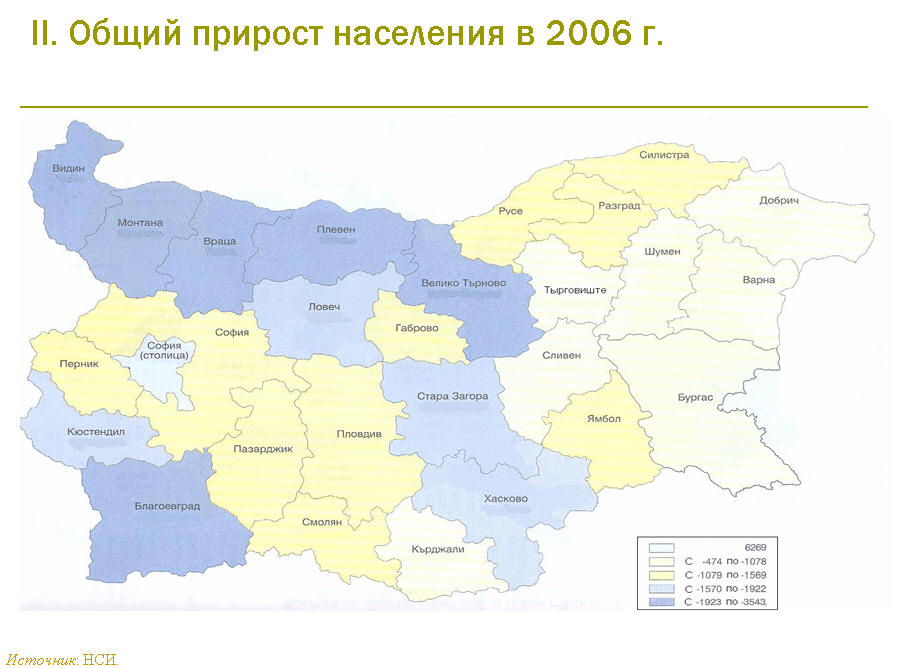 II. Общий прирост населения в 2006 г.
Видин
Силистра
Добрич
Русе
Разград
Монтана
Плевен
Враца
Шумен
Варна
Велико Търново
Тырговиште
Ловеч
Габрово
София
София
(столица)
Сливен
Перник
Стара Загора
Бургас
Ямбол
Кюстендил
Пловдив
Пазарджик
Хасково
Благоевград
Смолян
Кърджали
6269
С -474 по -1078
С -1079 по -1569
С -1570 по -1922
С -1923 по -3543,
Источник: НСИ.